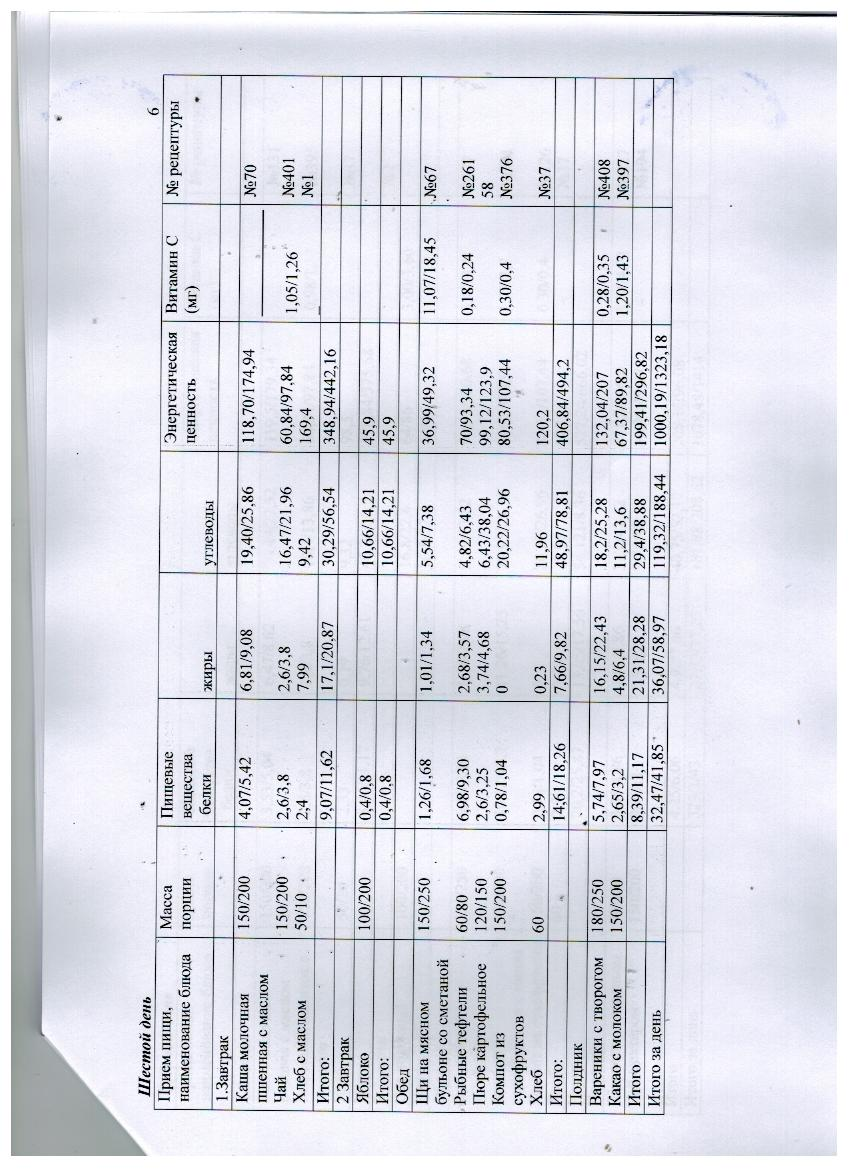 6
Шестой день
Прием пищи, наименование блюда | Масса порции | Пищевые вещества белки | жиры | углеводы | Энергетическая ценность | Витамин С (мг) | № рецептуры
1.Завтрак
Каша молочная пшенная с маслом | 150/200 | 4,07/5,42 | 6,81/9,08 | 19,40/25,86 | 118,70/174,94 | | №70
Чай | 150/200 | 2,6/3,8 | 2,6/3,8 | 16,47/21,96 | 60,84/97,84 | 1,05/1,26 | №401
Хлеб с маслом | 50/10 | 2;4 | 7,99 | 9,42 | 169,4 | _ | №1
Итого: | | 9,07/11,62 | 17,1/20,87 | 30,29/56,54 | 348,94/442,16
2 Завтрак
Яблоко | 100/200 | 0,4/0,8 | | 10,66/14,21 | 45,9
Итого: | | 0,4/0,8 | | 10,66/14,21 | 45,9
Обед
Щи на мясном бульоне со сметаной | 150/250 | 1,26/1,68 | 1,01/1,34 | 5,54/7,38 | 36,99/49,32 | 11,07/18,45 | №67
Рыбные тефтели | 60/80 | 6,98/9,30 | 2,68/3,57 | 4,82/6,43 | 70/93,34 | 0,18/0,24 | №261
Пюре картофельное | 120/150 | 2,6/3,25 | 3,74/4,68 | 6,43/38,04 | 99,12/123,9 | | 58
Компот из сухофруктов | 150/200 | 0,78/1,04 | 0 | 20,22/26,96 | 80,53/107,44 | 0,30/0,4 | №376
Хлеб | 60 | 2,99 | 0,23 | 11,96 | 120,2 | | №37
Итого: | | 14;61/18,26 | 7,66/9,82 | 48,97/78,81 | 406,84/494,2
Полдник
Вареники с творогом | 180/250 | 5,74/7,97 | 16,15/22,43 | 18,2/25,28 | 132,04/207 | 0,28/0,35 | №408
Какао с молоком | 150/200 | 2,65/3,2 | 4,8/6,4 | 11,2/13,6 | 67,37/89,82 | 1,20/1,43 | №397
Итого | | 8,39/11,17 | 21,31/28,28 | 29,4/38,88 | 199,41/296,82
Итого за день | | 32,47/41,85 | 36,07/58,97 | 119,32/188,44 | 1000,19/1323,18